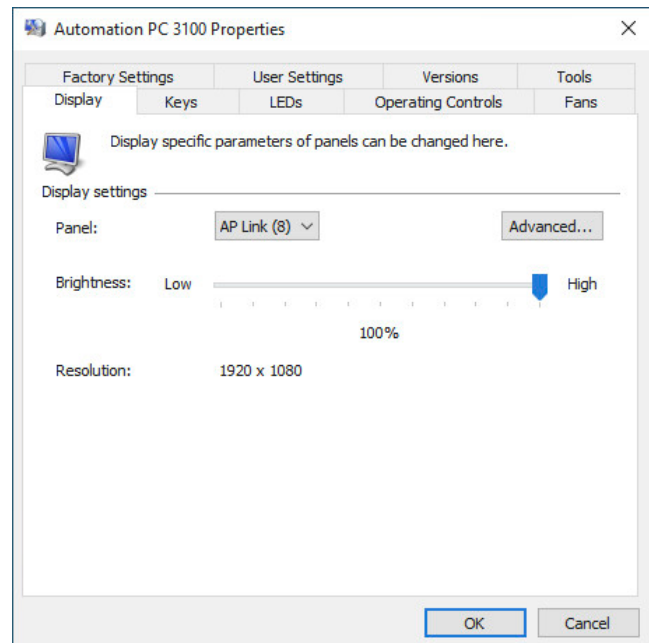 Automation PC 3100 Properties
Factory Settings User Settings Versions Tools
Display Keys LEDs Operating Controls Fans
Display specific parameters of panels can be changed here.
Display settings
Panel: AP Link (8) Advanced...
Brightness: Low High
100%
Resolution: 1920 x 1080
OK Cancel